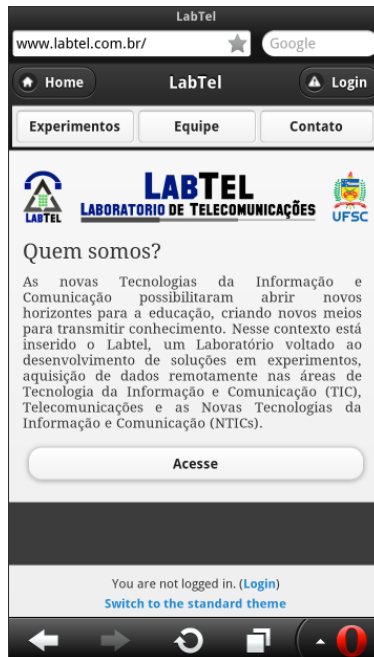 LabTel
www.labtel.com.br/ Google
Home LabTel Login
Experimentos Equipe Contato
LABTEL
LABTEL
LABORATORIO DE TELECOMUNICAÇÕES
UFSC
Quem somos?
As novas Tecnologias da Informação e
Comunicação possibilitaram abrir novos
horizontes para a educação, criando novos meios
para transmitir conhecimento. Nesse contexto está
inserido o Labtel, um Laboratório voltado ao
desenvolvimento de soluções em experimentos,
aquisição de dados remotamente nas áreas de
Tecnologia da Informação e Comunicação (TIC),
Telecomunicações e as Novas Tecnologias da
Informação e Comunicação (NTICs).
Acesse
You are not logged in. (Login)
Switch to the standard theme